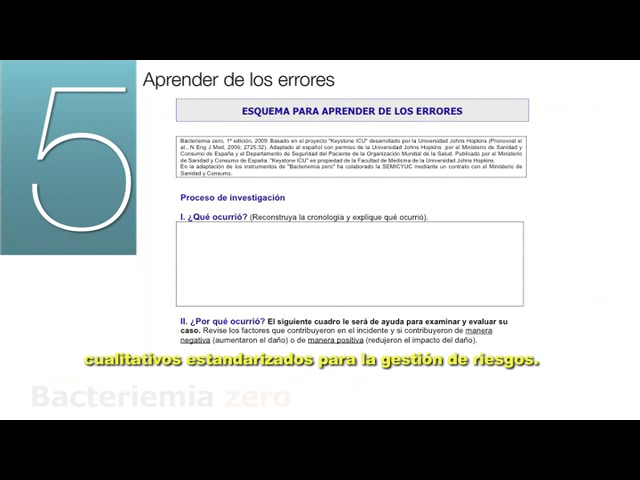 5
Aprender de los errores
ESQUEMA PARA APRENDER DE LOS ERRORES
Bacteriemia zero, 1ª edición, 2009. Basado en el proyecto "Keystone ICU" desarrollado por la Universidad Johns Hopkins (Pronovost et
al., N Eng J Med, 2006; 2725:32). Adaptado al español con permiso de la Universidad Johns Hopkins por el Ministerio de Sanidad y
Consumo de España y el Departamento de Seguridad del Paciente de la Organización Mundial de la Salud. Publicado por el Ministerio
de Sanidad y Consumo de España. "Keystone ICU" es propiedad de la Facultad de Medicina de la Universidad Johns Hopkins.
En la adaptación de los instrumentos de "Bacteriemia zero" ha colaborado la SEMICYUC mediante un contrato con el Ministerio de
Sanidad y Consumo.
Proceso de investigación
I. ¿Qué ocurrió? (Reconstruya la cronología y explique qué ocurrió).
II. ¿Por qué ocurrió? El siguiente cuadro le será de ayuda para examinar y evaluar su
caso. Revise los factores que contribuyeron en el incidente y si contribuyeron de manera
negativa (aumentaron el daño) o de manera positiva (redujeron el impacto del daño).
cualitativos estandarizados para la gestión de riesgos.
Bacteriemia zero